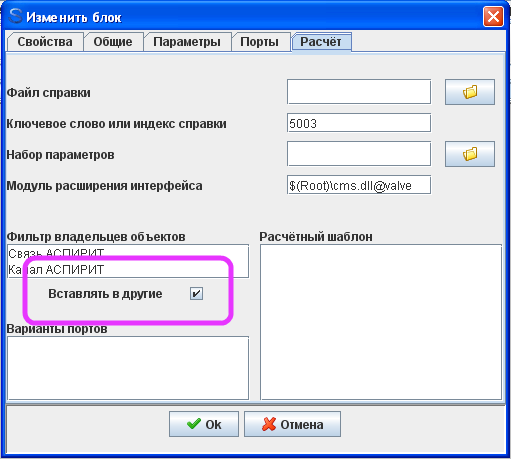 Изменить блок
Свойства Общие Параметры Порты Расчёт
Файл справки
Ключевое слово или индекс справки 5003
Набор параметров
Модуль расширения интерфейса $(Root)\cms.dll@valve
Фильтр владельцев объектов Расчётный шаблон
Связь АСПИРИТ
Канал АСПИРИТ
Вставлять в другие
Варианты портов
Ok Отмена